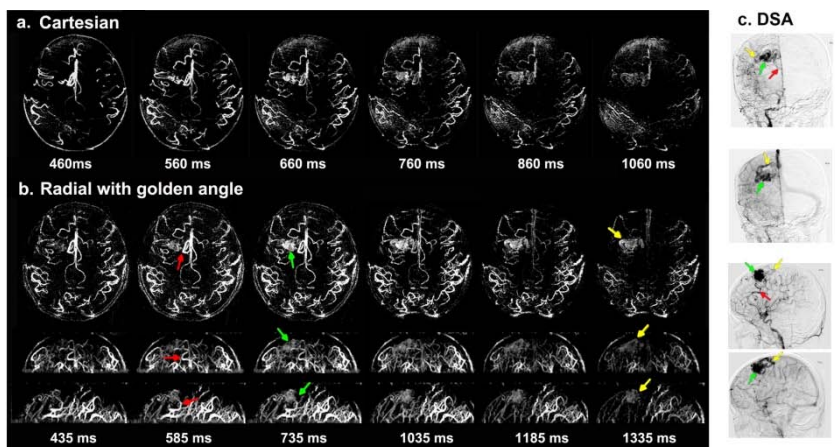 a. Cartesian
460ms 560 ms 660 ms 760 ms 860 ms 1060 ms
b. Radial with golden angle
435 ms 585 ms 735 ms 1035 ms 1185 ms 1335 ms
c. DSA